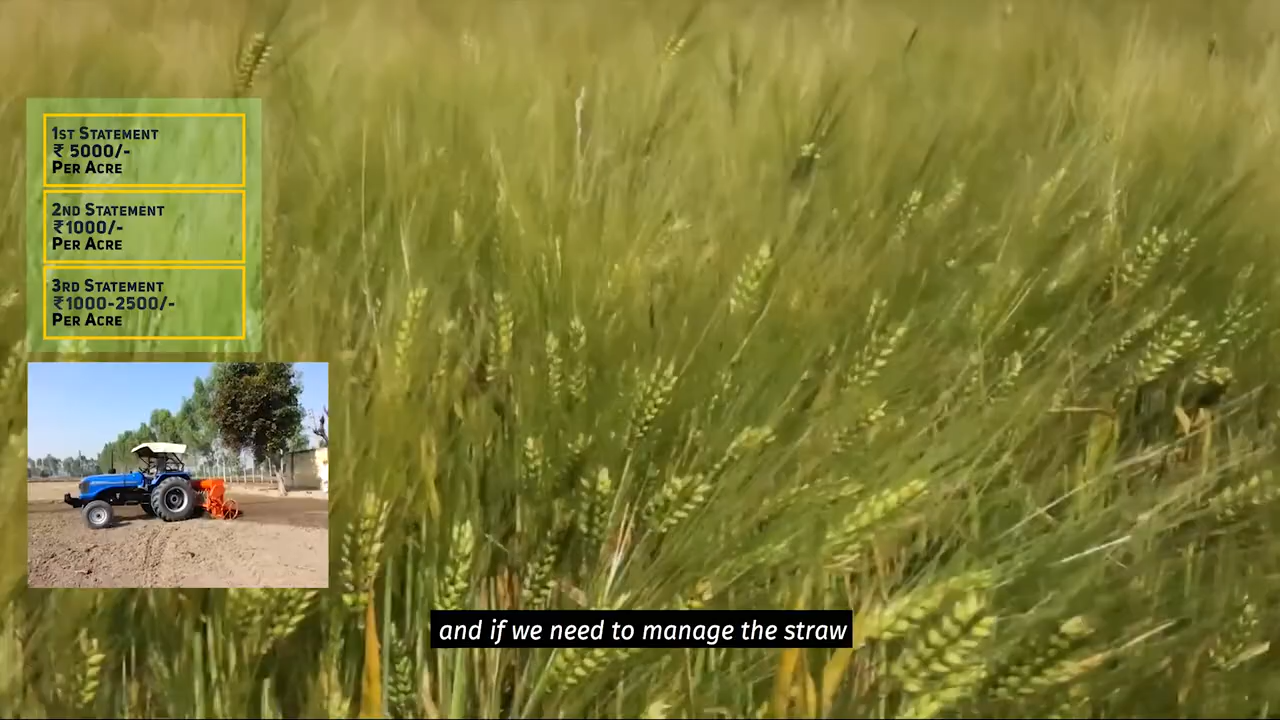 1st Statement
₹ 5000/-
Per Acre
2nd Statement
₹1000/-
Per Acre
3rd Statement
₹1000-2500/-
Per Acre
and if we need to manage the straw